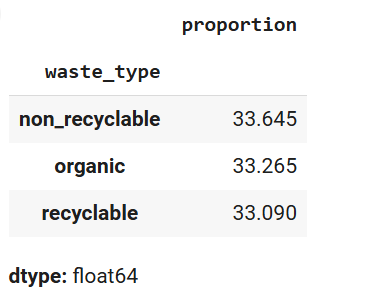 proportion
waste_type
non_recyclable 33.645
organic 33.265
recyclable 33.090
dtype: float64